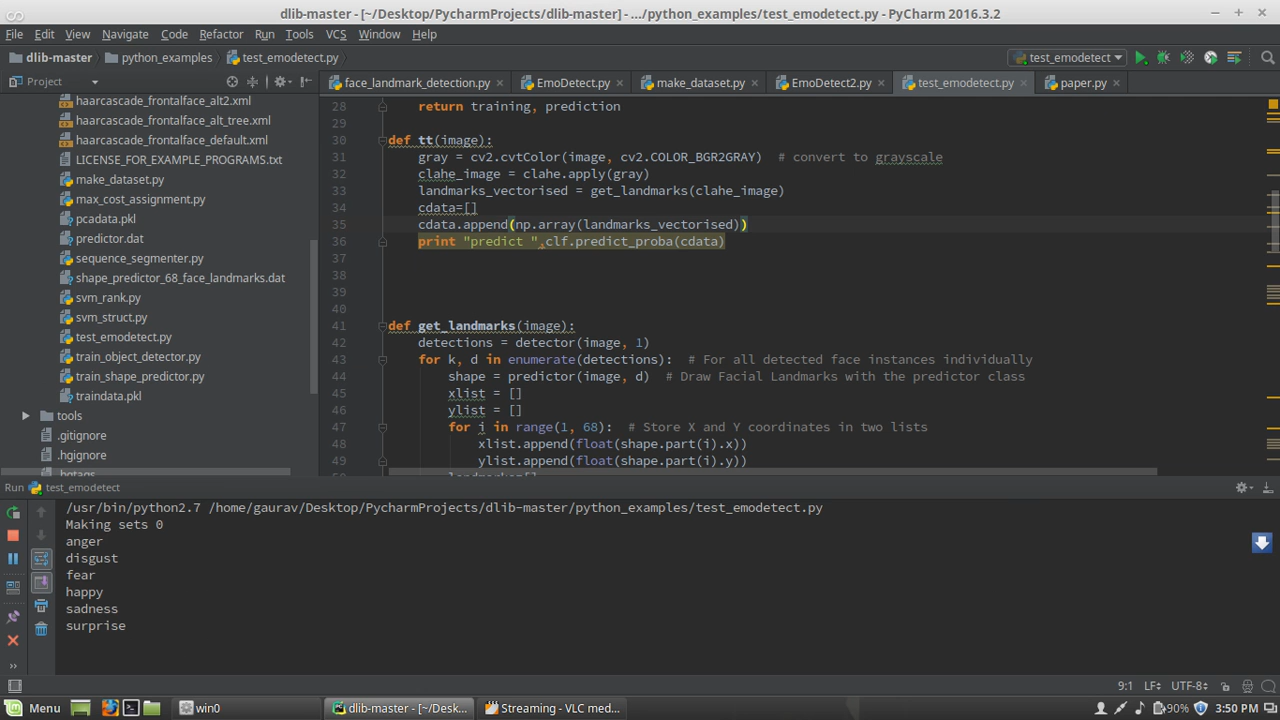 dlib-master - [~/Desktop/PycharmProjects/dlib-master] - .../python_examples/test_emodetect.py - PyCharm 2016.3.2
File Edit View Navigate Code Refactor Run Tools VCS Window Help
dlib-master python_examples test_emodetect.py test_emodetect
Project
face_landmark_detection.py EmoDetect.py make_dataset.py EmoDetect2.py test_emodetect.py paper.py
haarcascade_frontalface_alt2.xml
haarcascade_frontalface_alt_tree.xml
haarcascade_frontalface_default.xml
LICENSE_FOR_EXAMPLE_PROGRAMS.txt
make_dataset.py
max_cost_assignment.py
pcadata.pkl
predictor.dat
sequence_segmenter.py
shape_predictor_68_face_landmarks.dat
svm_rank.py
svm_struct.py
test_emodetect.py
train_object_detector.py
train_shape_predictor.py
traindata.pkl
tools
.gitignore
.hgignore
.hgtags
28 return training, prediction
29
30 def tt(image):
31 gray = cv2.cvtColor(image, cv2.COLOR_BGR2GRAY) # convert to grayscale
32 clahe_image = clahe.apply(gray)
33 landmarks_vectorised = get_landmarks(clahe_image)
34 cdata=[]
35 cdata.append(np.array(landmarks_vectorised))
36 print "predict ",clf.predict_proba(cdata)
37
38
39
40
41 def get_landmarks(image):
42 detections = detector(image, 1)
43 for k, d in enumerate(detections): # For all detected face instances individually
44 shape = predictor(image, d) # Draw Facial Landmarks with the predictor class
45 xlist = []
46 ylist = []
47 for i in range(1, 68): # Store X and Y coordinates in two lists
48 xlist.append(float(shape.part(i).x))
49 ylist.append(float(shape.part(i).y))
Run test_emodetect
/usr/bin/python2.7 /home/gaurav/Desktop/PycharmProjects/dlib-master/python_examples/test_emodetect.py
Making sets 0
anger
disgust
fear
happy
sadness
surprise
9:1 LF UTF-8
Menu win0 dlib-master - [~/Desk... Streaming - VLC med... 90% 3:50 PM